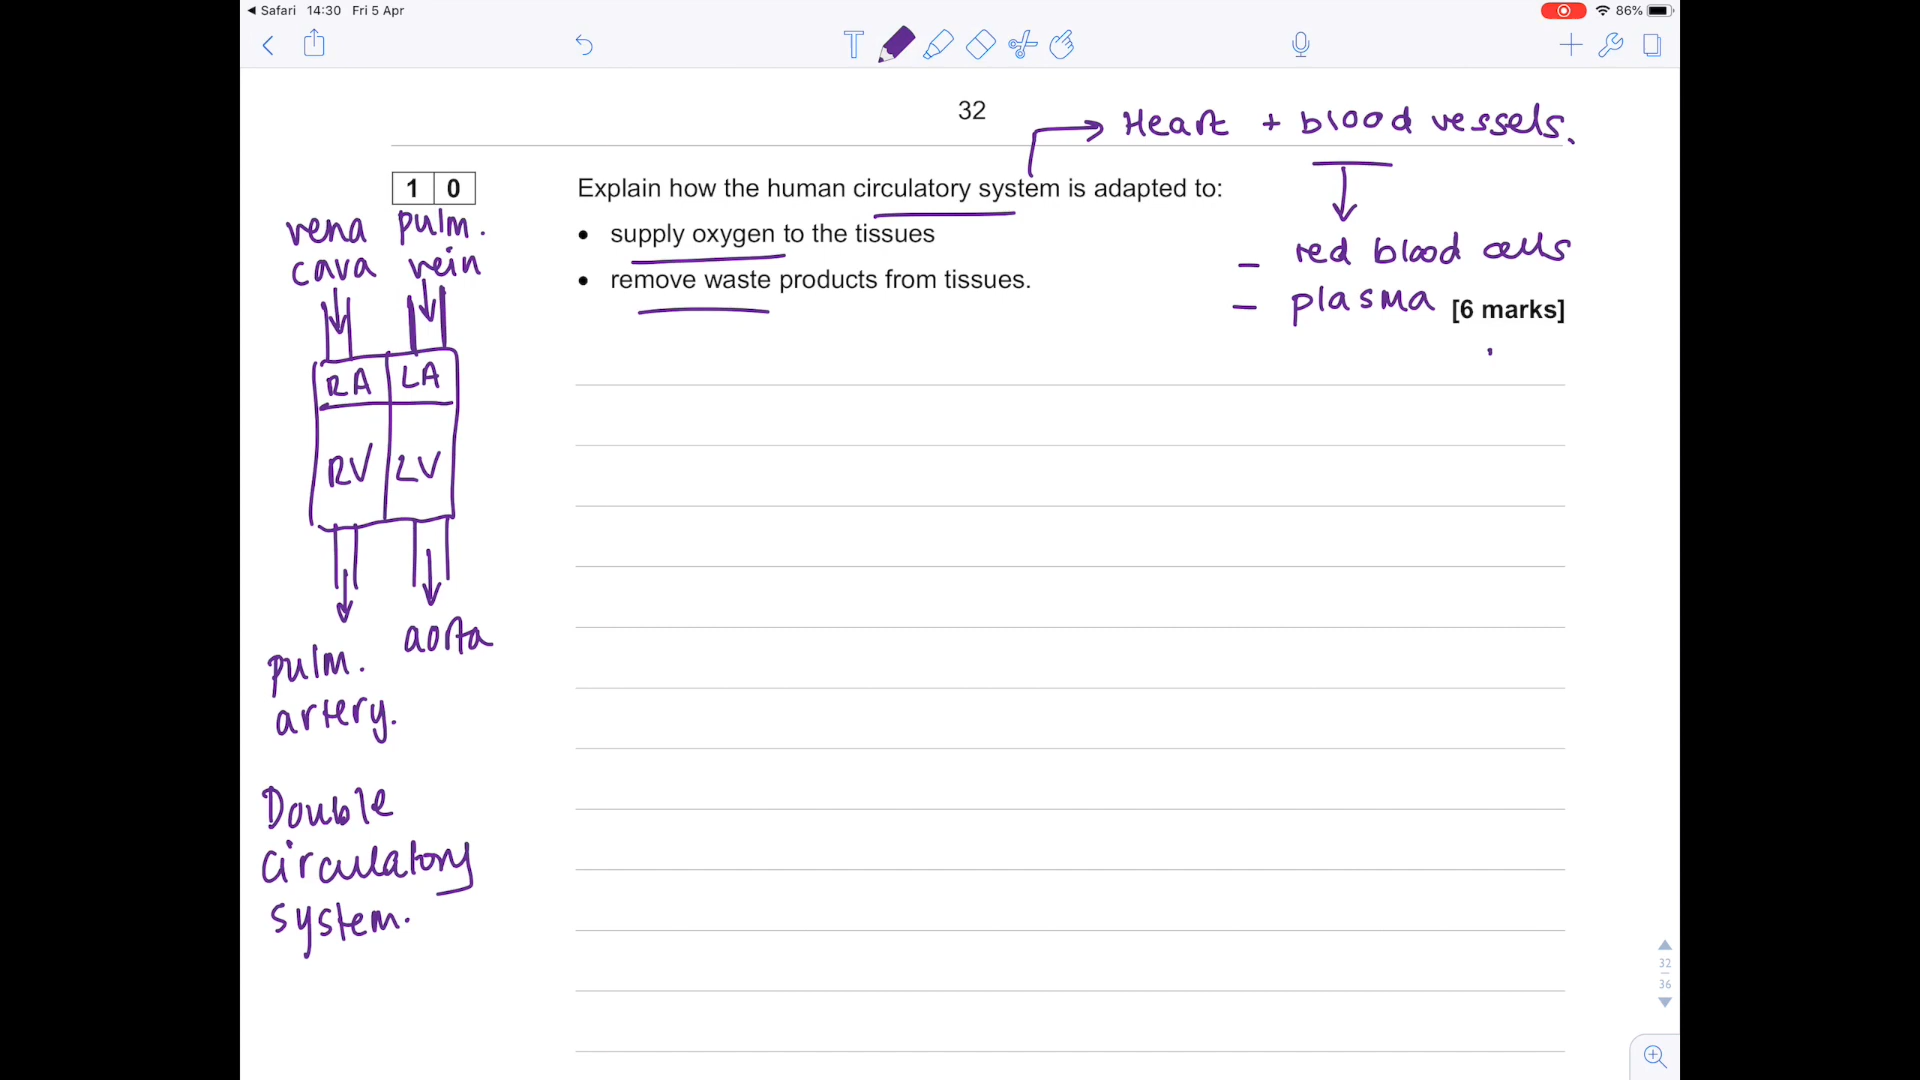 Safari 14:30 Fri 5 Apr 86%
T
32
Heart + blood vessels.
1 0
Explain how the human circulatory system is adapted to:
• supply oxygen to the tissues
• remove waste products from tissues.
- red blood cells
- plasma
[6 marks]
vena cava
pulm. vein
RA LA
RV LV
pulm. artery.
aorta
Double
circulatory
system.
32
36